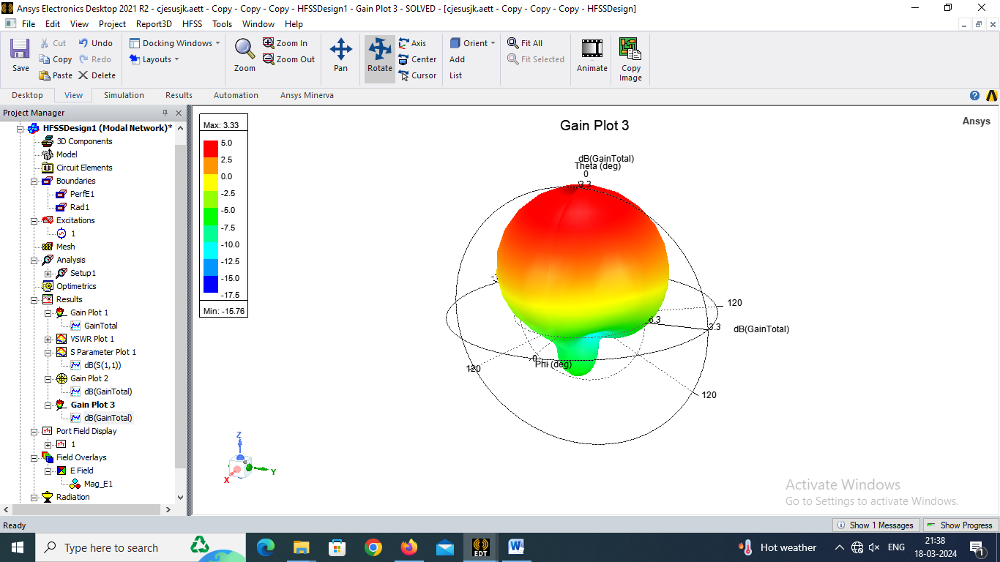 Ansys Electronics Desktop 2021 R2 - cjesusjk.aett - Copy - Copy - Copy - HFSSDesign1 - Gain Plot 3 - SOLVED - [cjesusjk.aett - Copy - Copy - Copy - HFSSDesign]
File Edit View Project Report3D HFSS Tools Window Help
Save
Cut
Copy
Paste
Undo
Redo
Delete
Docking Windows
Layouts
Zoom
Zoom In
Zoom Out
Pan
Rotate
Axis
Center
Cursor
Orient
Add
List
Fit All
Fit Selected
Animate
Copy
Image
Desktop View Simulation Results Automation Ansys Minerva
Project Manager
HFSSDesign1 (Modal Network)*
3D Components
Model
Circuit Elements
Boundaries
PerfE1
Rad1
Excitations
1
Mesh
Analysis
Setup1
Optimetrics
Results
Gain Plot 1
GainTotal
VSWR Plot 1
S Parameter Plot 1
dB(S(1,1))
Gain Plot 2
dB(GainTotal)
Gain Plot 3
dB(GainTotal)
Port Field Display
1
Field Overlays
E Field
Mag_E1
Radiation
Gain Plot 3
Ansys
Max: 3.33
5.0
2.5
0.0
-2.5
-5.0
-7.5
-10.0
-12.5
-15.0
-17.5
Min: -15.76
dB(GainTotal)
Theta (deg)
0
3.3
120
3.3
dB(GainTotal)
0
Phi (deg)
120
120
Z
Y
X
Activate Windows
Go to Settings to activate Windows.
Ready
Show 1 Messages
Show Progress
Type here to search
EDT
Hot weather
ENG
21:38
18-03-2024
1